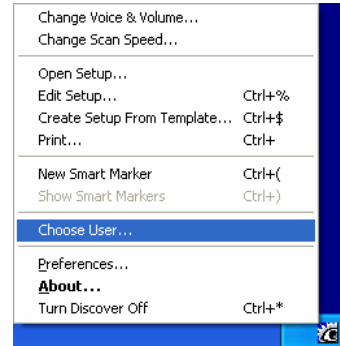 Change Voice & Volume...
Change Scan Speed...
Open Setup...
Edit Setup... Ctrl+%
Create Setup From Template... Ctrl+$
Print... Ctrl+
New Smart Marker Ctrl+(
Show Smart Markers Ctrl+)
Choose User...
Preferences...
About...
Turn Discover Off Ctrl+*